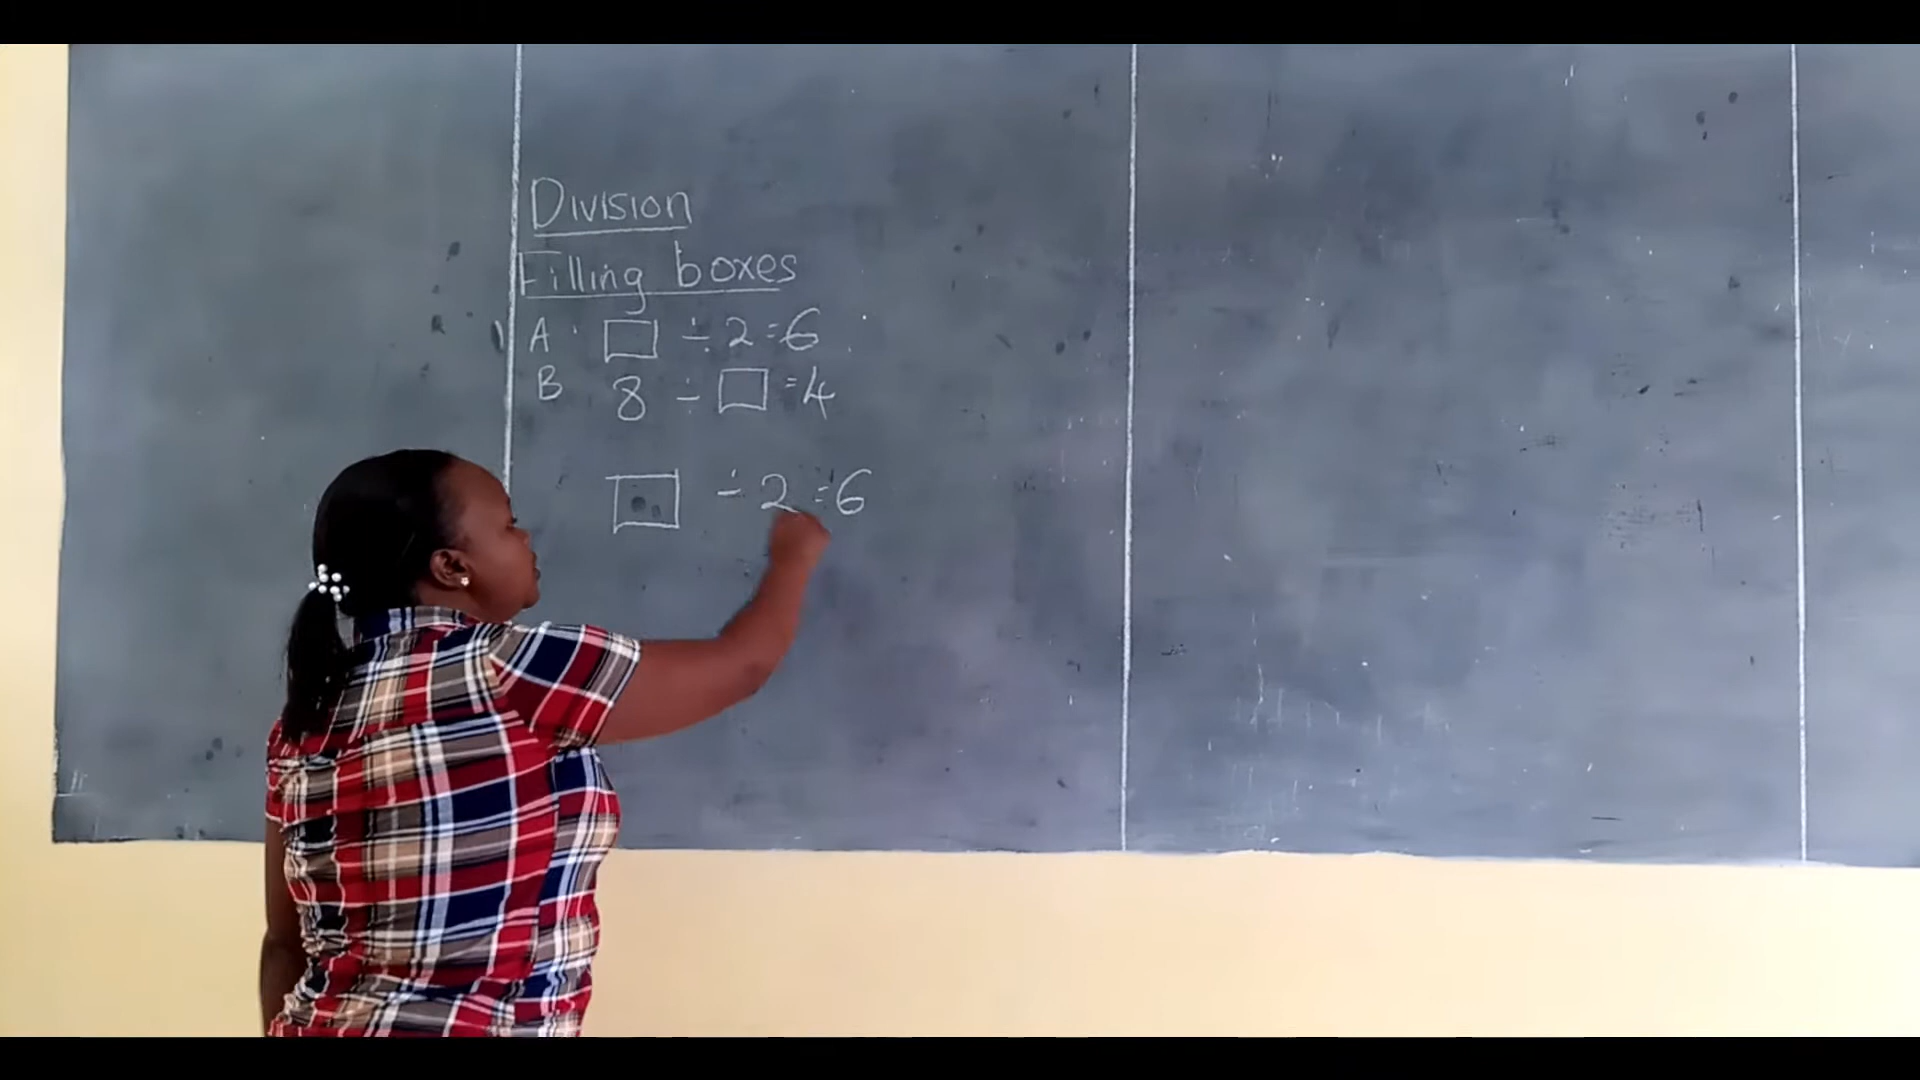 Division
Filling boxes
A □ ÷ 2 = 6
B 8 ÷ □ = 4
□ ÷ 2 = 6